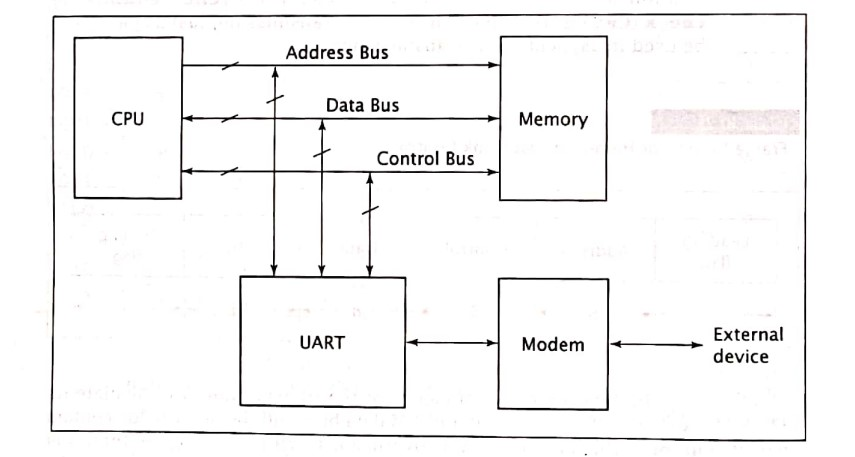 Address Bus
CPU
Data Bus
Memory
Control Bus
UART
Modem
External
device